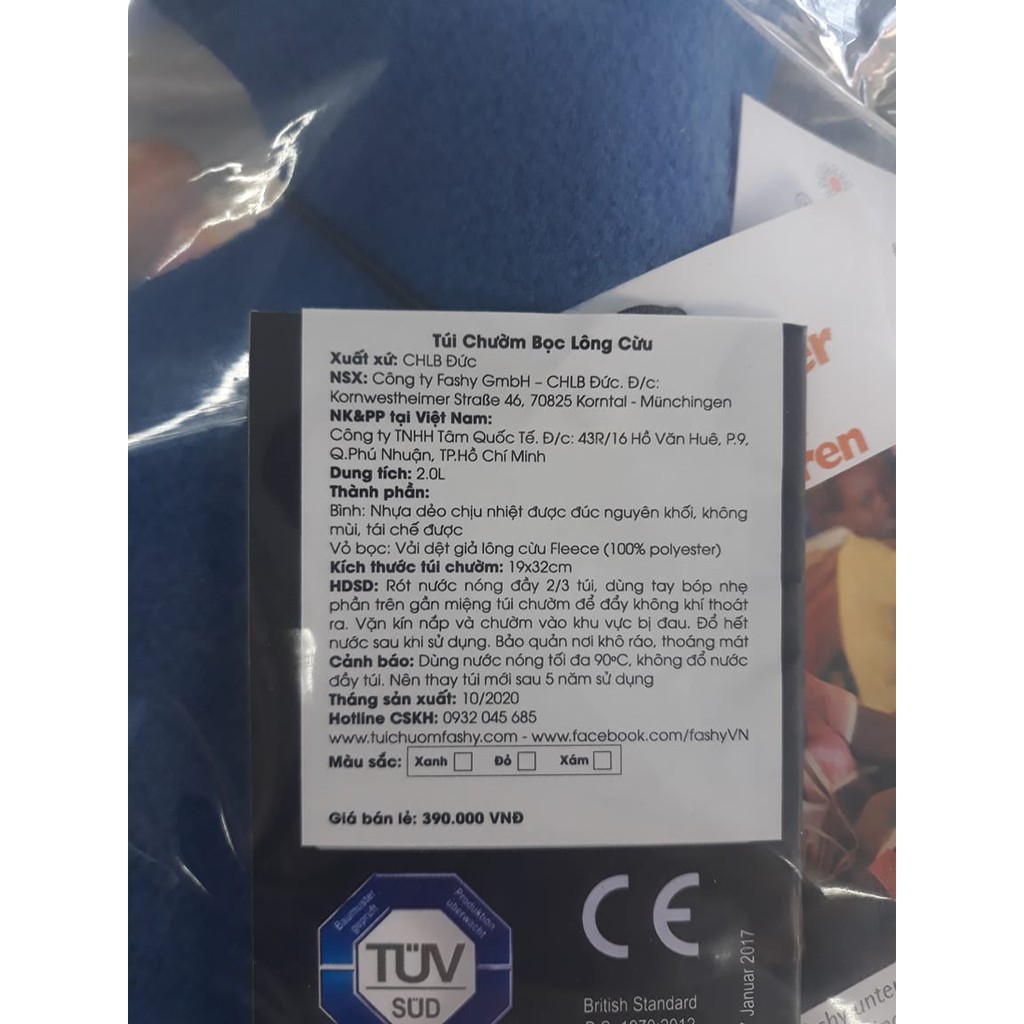 Túi Chườm Bọc Lông Cừu
Xuất xứ: CHLB Đức
NSX: Công ty Fashy GmbH – CHLB Đức. Đ/c:
Kornwestheimer Straße 46, 70825 Korntal - Münchingen
NK&PP tại Việt Nam:
Công ty TNHH Tâm Quốc Tế. Đ/c: 43R/16 Hồ Văn Huê, P.9,
Q.Phú Nhuận, TP.Hồ Chí Minh
Dung tích: 2.0L
Thành phần:
Bình: Nhựa dẻo chịu nhiệt được đúc nguyên khối, không
mùi, tái chế được
Vỏ bọc: Vải dệt giả lông cừu Fleece (100% polyester)
Kích thước túi chườm: 19x32cm
HDSD: Rót nước nóng đầy 2/3 túi, dùng tay bóp nhẹ
phần trên gần miệng túi chườm để đẩy không khí thoát
ra. Vặn kín nắp và chườm vào khu vực bị đau. Đổ hết
nước sau khi sử dụng. Bảo quản nơi khô ráo, thoáng mát
Cảnh báo: Dùng nước nóng tối đa 90ºC, không đổ nước
đầy túi. Nên thay túi mới sau 5 năm sử dụng
Tháng sản xuất: 10/2020
Hotline CSKH: 0932 045 685
www.tuichuomfashy.com - www.facebook.com/fashyVN
Màu sắc: Xanh Đỏ Xám
Giá bán lẻ: 390.000 VNĐ
Baumuster
geprüft
Produktion
überwacht
TÜV
SÜD
CE
British Standard
Januar 2017